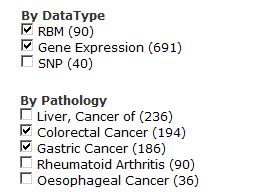 By DataType
RBM (90)
Gene Expression (691)
SNP (40)
By Pathology
Liver, Cancer of (236)
Colorectal Cancer (194)
Gastric Cancer (186)
Rheumatoid Arthritis (90)
Oesophageal Cancer (36)